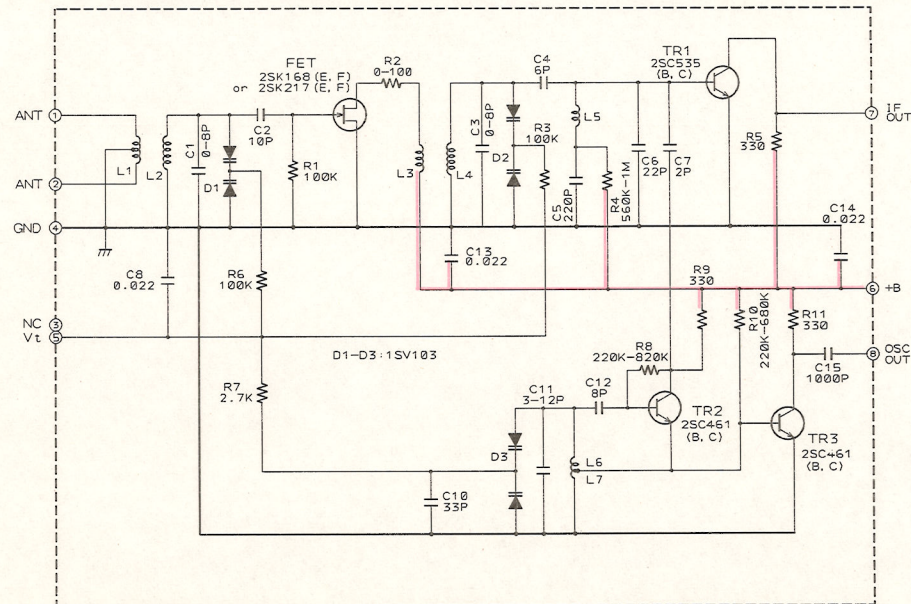 FET
2SK168 (E, F)
or 2SK217 (E, F)
R2
0-100
C4
6P
TR1
2SC535
(B, C)
ANT 1
C1
0-8P
C2
10P
C3
0-8P
D2
R3
100K
L5
IF
7 OUT
R5
330
L1
L2
D1
R1
100K
L3
L4
C5
220P
R4
560K-1M
C6
22P
C7
2P
ANT 2
C14
0.022
GND 4
C8
0.022
R6
100K
C13
0.022
R9
330
6 +B
NC 3
Vt 5
R10
220K-680K
R11
330
D1-D3:1SV103
R8
220K-820K
8 OSC
OUT
C15
1000P
R7
2.7K
C11
3-12P
C12
8P
TR2
2SC461
(B, C)
TR3
2SC461
(B, C)
D3
L6
L7
C10
33P